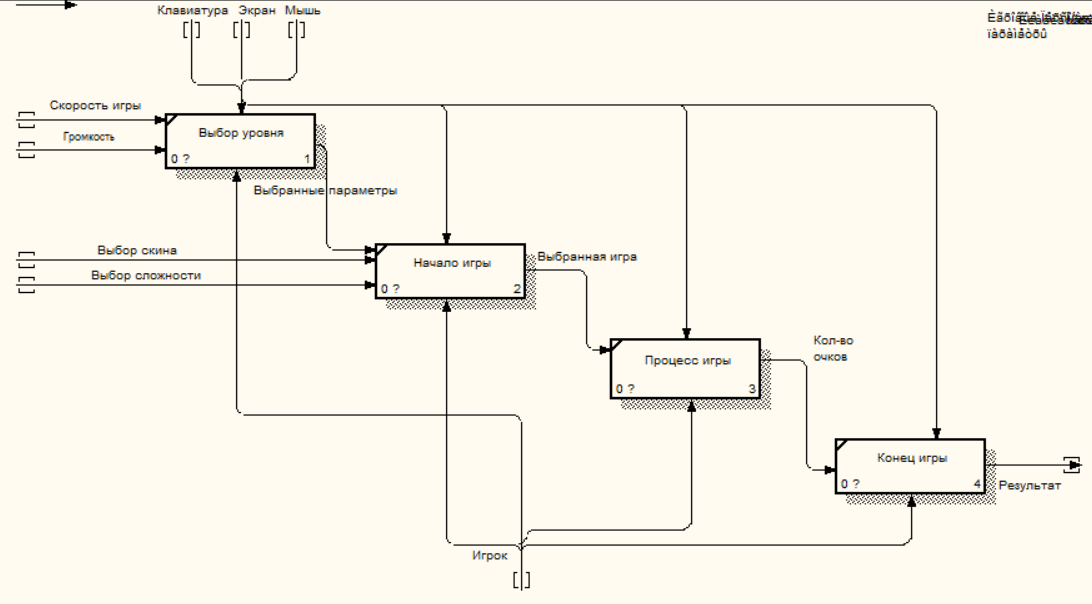 Клавиатура Экран Мышь
ïàðàìåòðû
Скорость игры
Громкость
Выбор уровня
0 ? 1
Выбранные параметры
Выбор скина
Выбор сложности
Начало игры
0 ? 2
Выбранная игра
Процесс игры
0 ? 3
Кол-во
очков
Конец игры
0 ? 4
Результат
Игрок